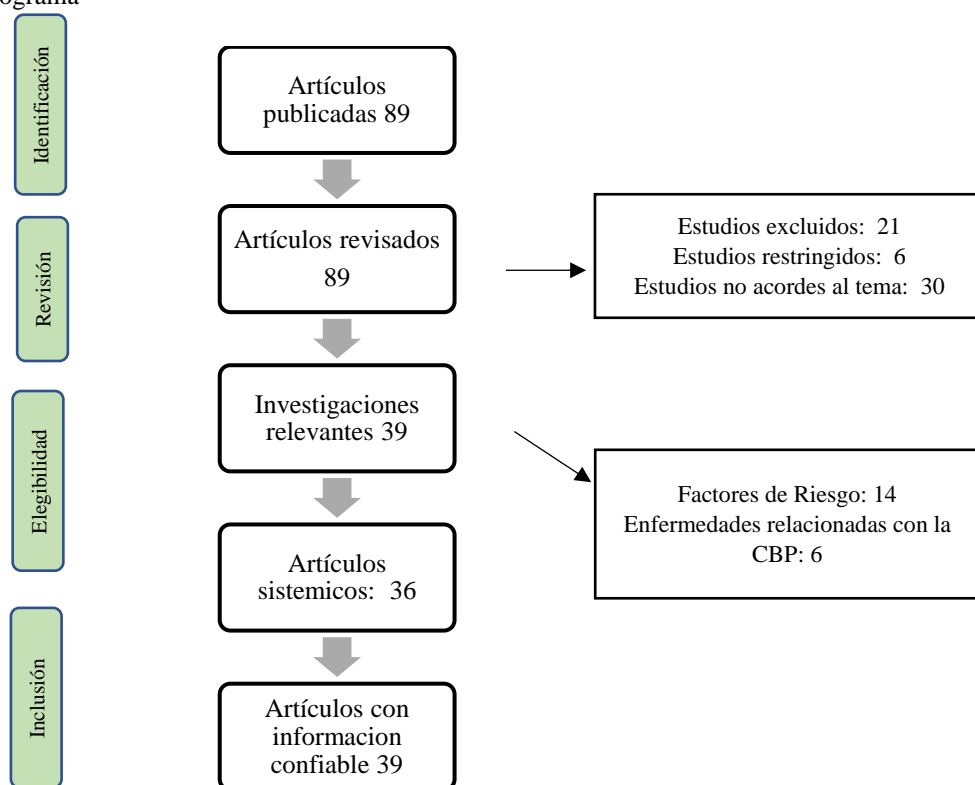 Identificación
Artículos
publicadas 89
Revisión
Artículos revisados
89
Estudios excluidos: 21
Estudios restringidos: 6
Estudios no acordes al tema: 30
Elegibilidad
Investigaciones
relevantes 39
Factores de Riesgo: 14
Enfermedades relacionadas con la
CBP: 6
Artículos
sistemicos: 36
Inclusión
Artículos con
informacion
confiable 39